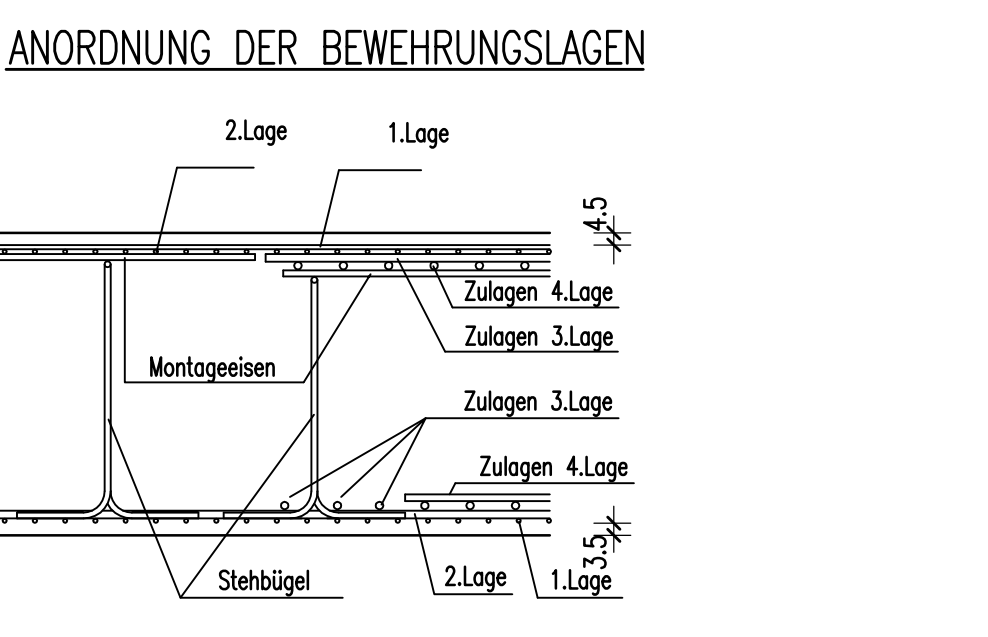 ANORDNUNG DER BEWEHRUNGSLAGEN
2.Lage
1.Lage
4.5
Zulagen 4.Lage
Zulagen 3.Lage
Montageeisen
Zulagen 3.Lage
Zulagen 4.Lage
3.5
Stehbügel
2.Lage
1.Lage